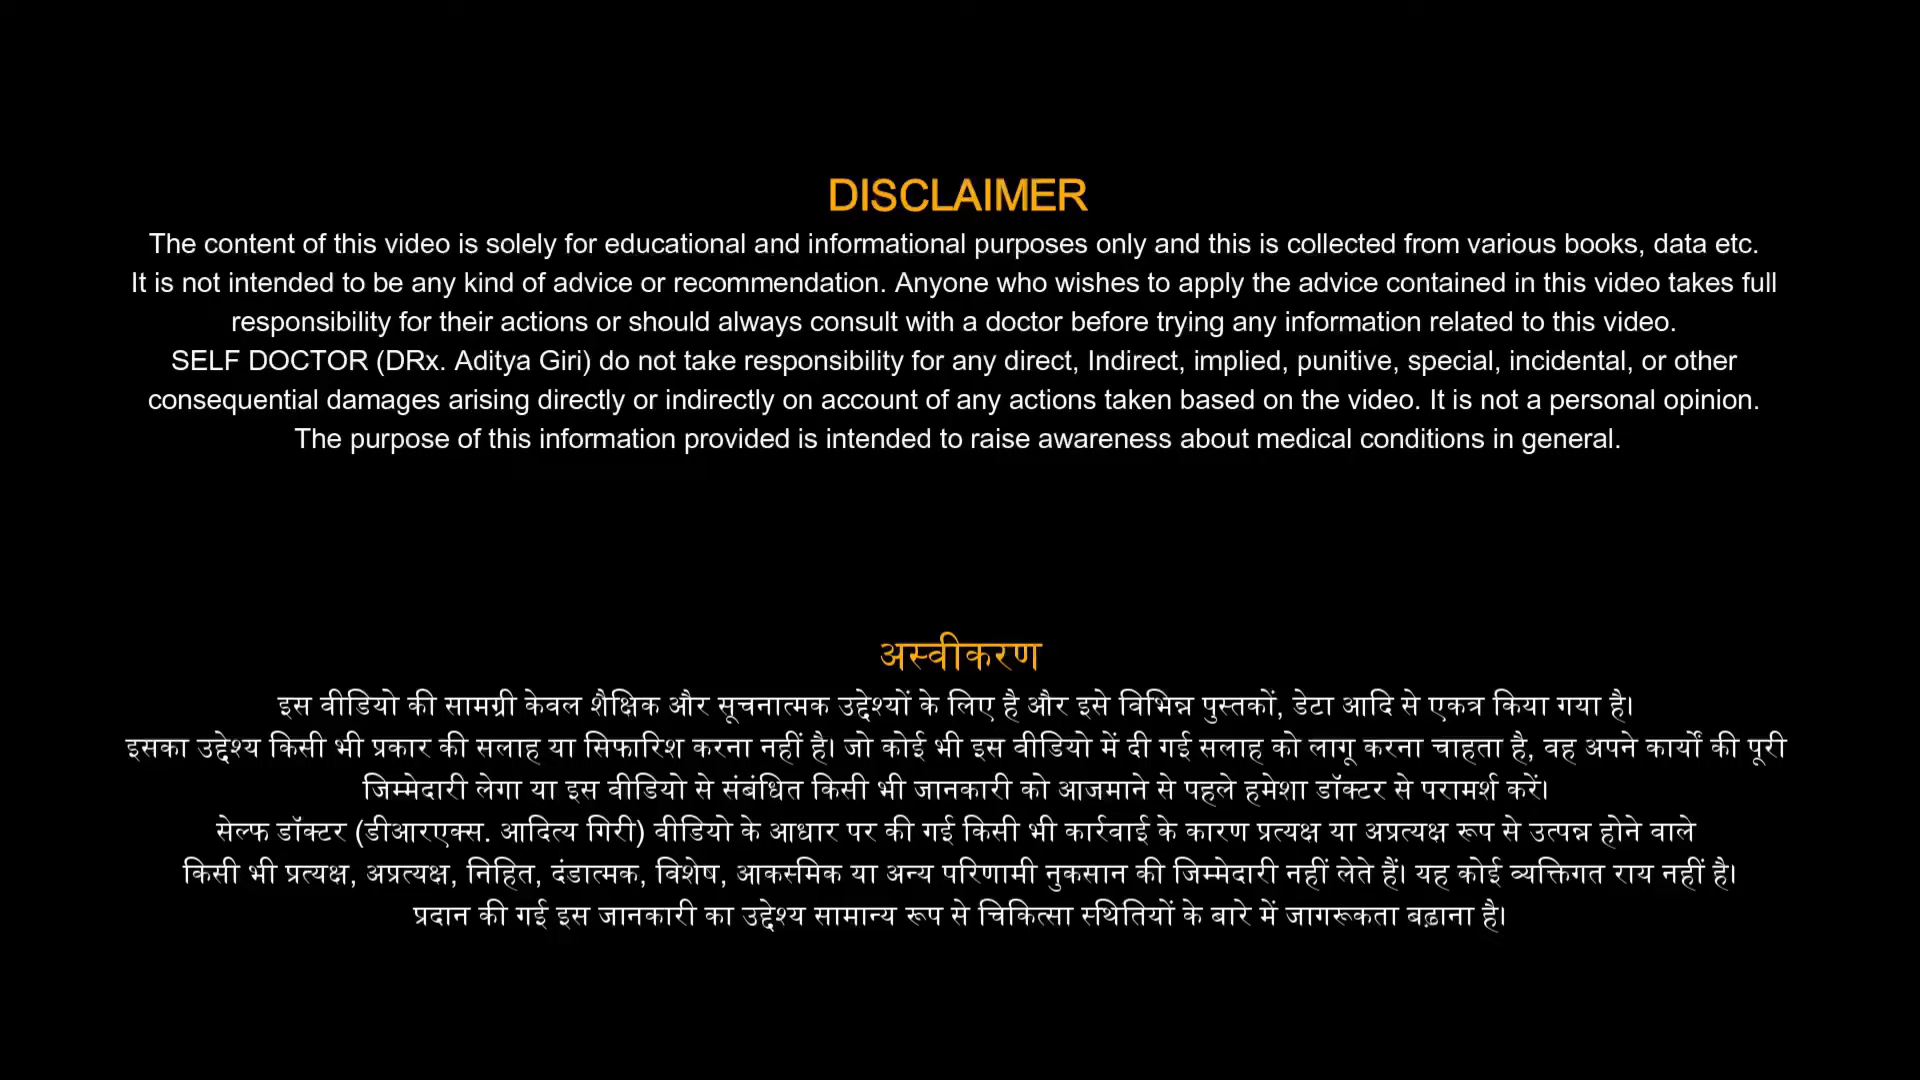 DISCLAIMER
The content of this video is solely for educational and informational purposes only and this is collected from various books, data etc.
It is not intended to be any kind of advice or recommendation. Anyone who wishes to apply the advice contained in this video takes full
responsibility for their actions or should always consult with a doctor before trying any information related to this video.
SELF DOCTOR (DRx. Aditya Giri) do not take responsibility for any direct, Indirect, implied, punitive, special, incidental, or other
consequential damages arising directly or indirectly on account of any actions taken based on the video. It is not a personal opinion.
The purpose of this information provided is intended to raise awareness about medical conditions in general.
अस्वीकरण
इस वीडियो की सामग्री केवल शैक्षिक और सूचनात्मक उद्देश्यों के लिए है और इसे विभिन्न पुस्तकों, डेटा आदि से एकत्र किया गया है।
इसका उद्देश्य किसी भी प्रकार की सलाह या सिफारिश करना नहीं है। जो कोई भी इस वीडियो में दी गई सलाह को लागू करना चाहता है, वह अपने कार्यों की पूरी
जिम्मेदारी लेगा या इस वीडियो से संबंधित किसी भी जानकारी को आजमाने से पहले हमेशा डॉक्टर से परामर्श करें।
सेल्फ डॉक्टर (डीआरएक्स. आदित्य गिरी) वीडियो के आधार पर की गई किसी भी कार्रवाई के कारण प्रत्यक्ष या अप्रत्यक्ष रूप से उत्पन्न होने वाले
किसी भी प्रत्यक्ष, अप्रत्यक्ष, निहित, दंडात्मक, विशेष, आकस्मिक या अन्य परिणामी नुकसान की जिम्मेदारी नहीं लेते हैं। यह कोई व्यक्तिगत राय नहीं है।
प्रदान की गई इस जानकारी का उद्देश्य सामान्य रूप से चिकित्सा स्थितियों के बारे में जागरूकता बढ़ाना है।